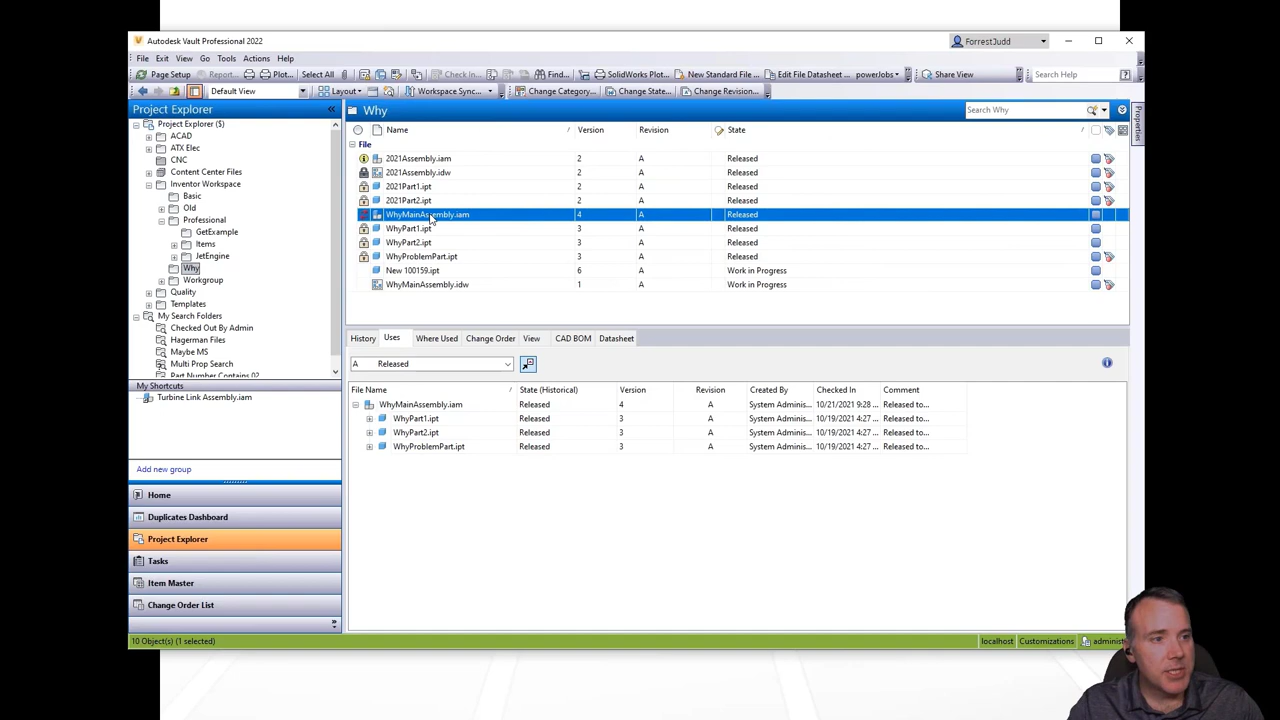 Autodesk Vault Professional 2022
ForrestJudd
File Exit View Go Tools Actions Help
Page Setup Report... Plot... Select All Check In... Find... SolidWorks Plot... New Standard File ... Edit File Datasheet ... powerJobs Share View Search Help
Default View Layout Workspace Sync... Change Category... Change State... Change Revision...
Project Explorer
Why
Search Why
Properties
Project Explorer ($)
ACAD
ATX Elec
CNC
Content Center Files
Inventor Workspace
Basic
Old
Professional
GetExample
Items
JetEngine
Why
Workgroup
Quality
Templates
My Search Folders
Checked Out By Admin
Hagerman Files
Maybe MS
Multi Prop Search
Part Number Contains 02
My Shortcuts
Turbine Link Assembly.iam
Add new group
Home
Duplicates Dashboard
Project Explorer
Tasks
Item Master
Change Order List
Name Version Revision State
File
2021Assembly.iam 2 A Released
2021Assembly.idw 2 A Released
2021Part1.ipt 2 A Released
2021Part2.ipt 2 A Released
WhyMainAssembly.iam 4 A Released
WhyPart1.ipt 3 A Released
WhyPart2.ipt 3 A Released
WhyProblemPart.ipt 3 A Released
New 100159.ipt 6 A Work in Progress
WhyMainAssembly.idw 1 A Work in Progress
History Uses Where Used Change Order View CAD BOM Datasheet
A Released
File Name State (Historical) Version Revision Created By Checked In Comment
WhyMainAssembly.iam Released 4 A System Adminis... 10/21/2021 9:28 ... Released to...
WhyPart1.ipt Released 3 A System Adminis... 10/19/2021 4:27 ... Released to...
WhyPart2.ipt Released 3 A System Adminis... 10/19/2021 4:27 ... Released to...
WhyProblemPart.ipt Released 3 A System Adminis... 10/19/2021 4:27 ... Released to...
10 Object(s) (1 selected)
localhost Customizations